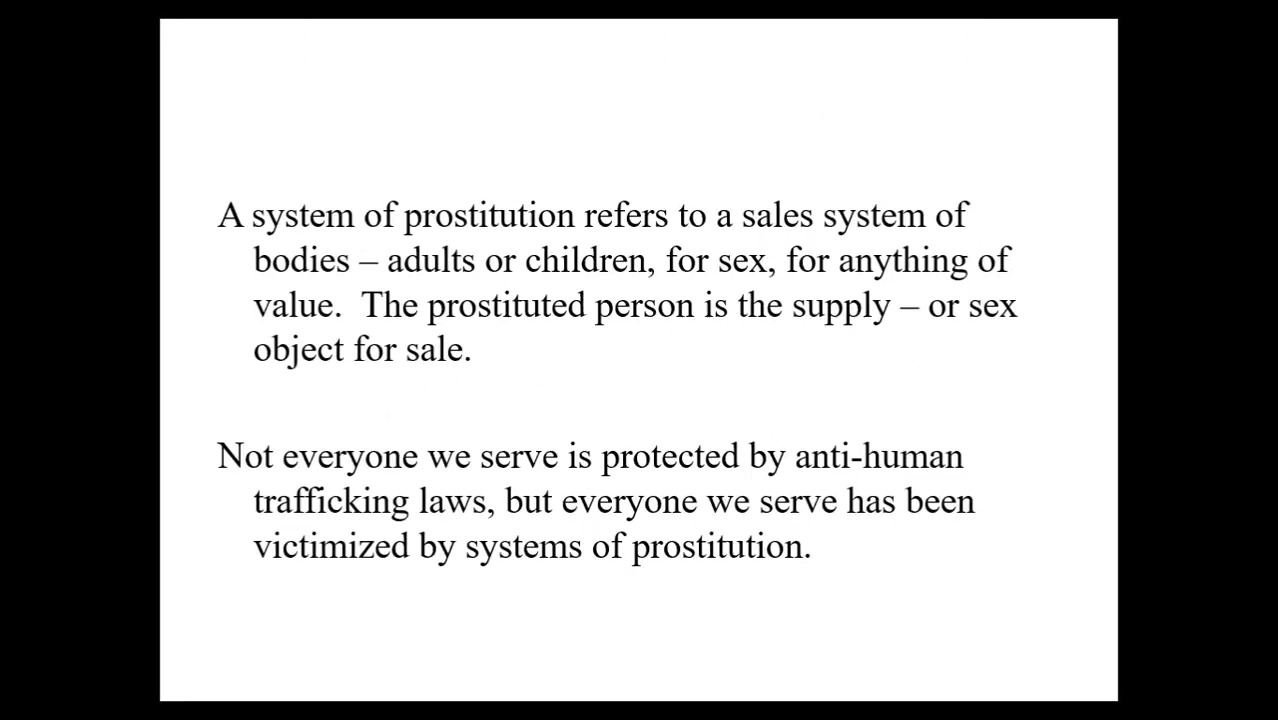 A system of prostitution refers to a sales system of
bodies – adults or children, for sex, for anything of
value.  The prostituted person is the supply – or sex
object for sale.
Not everyone we serve is protected by anti-human
trafficking laws, but everyone we serve has been
victimized by systems of prostitution.